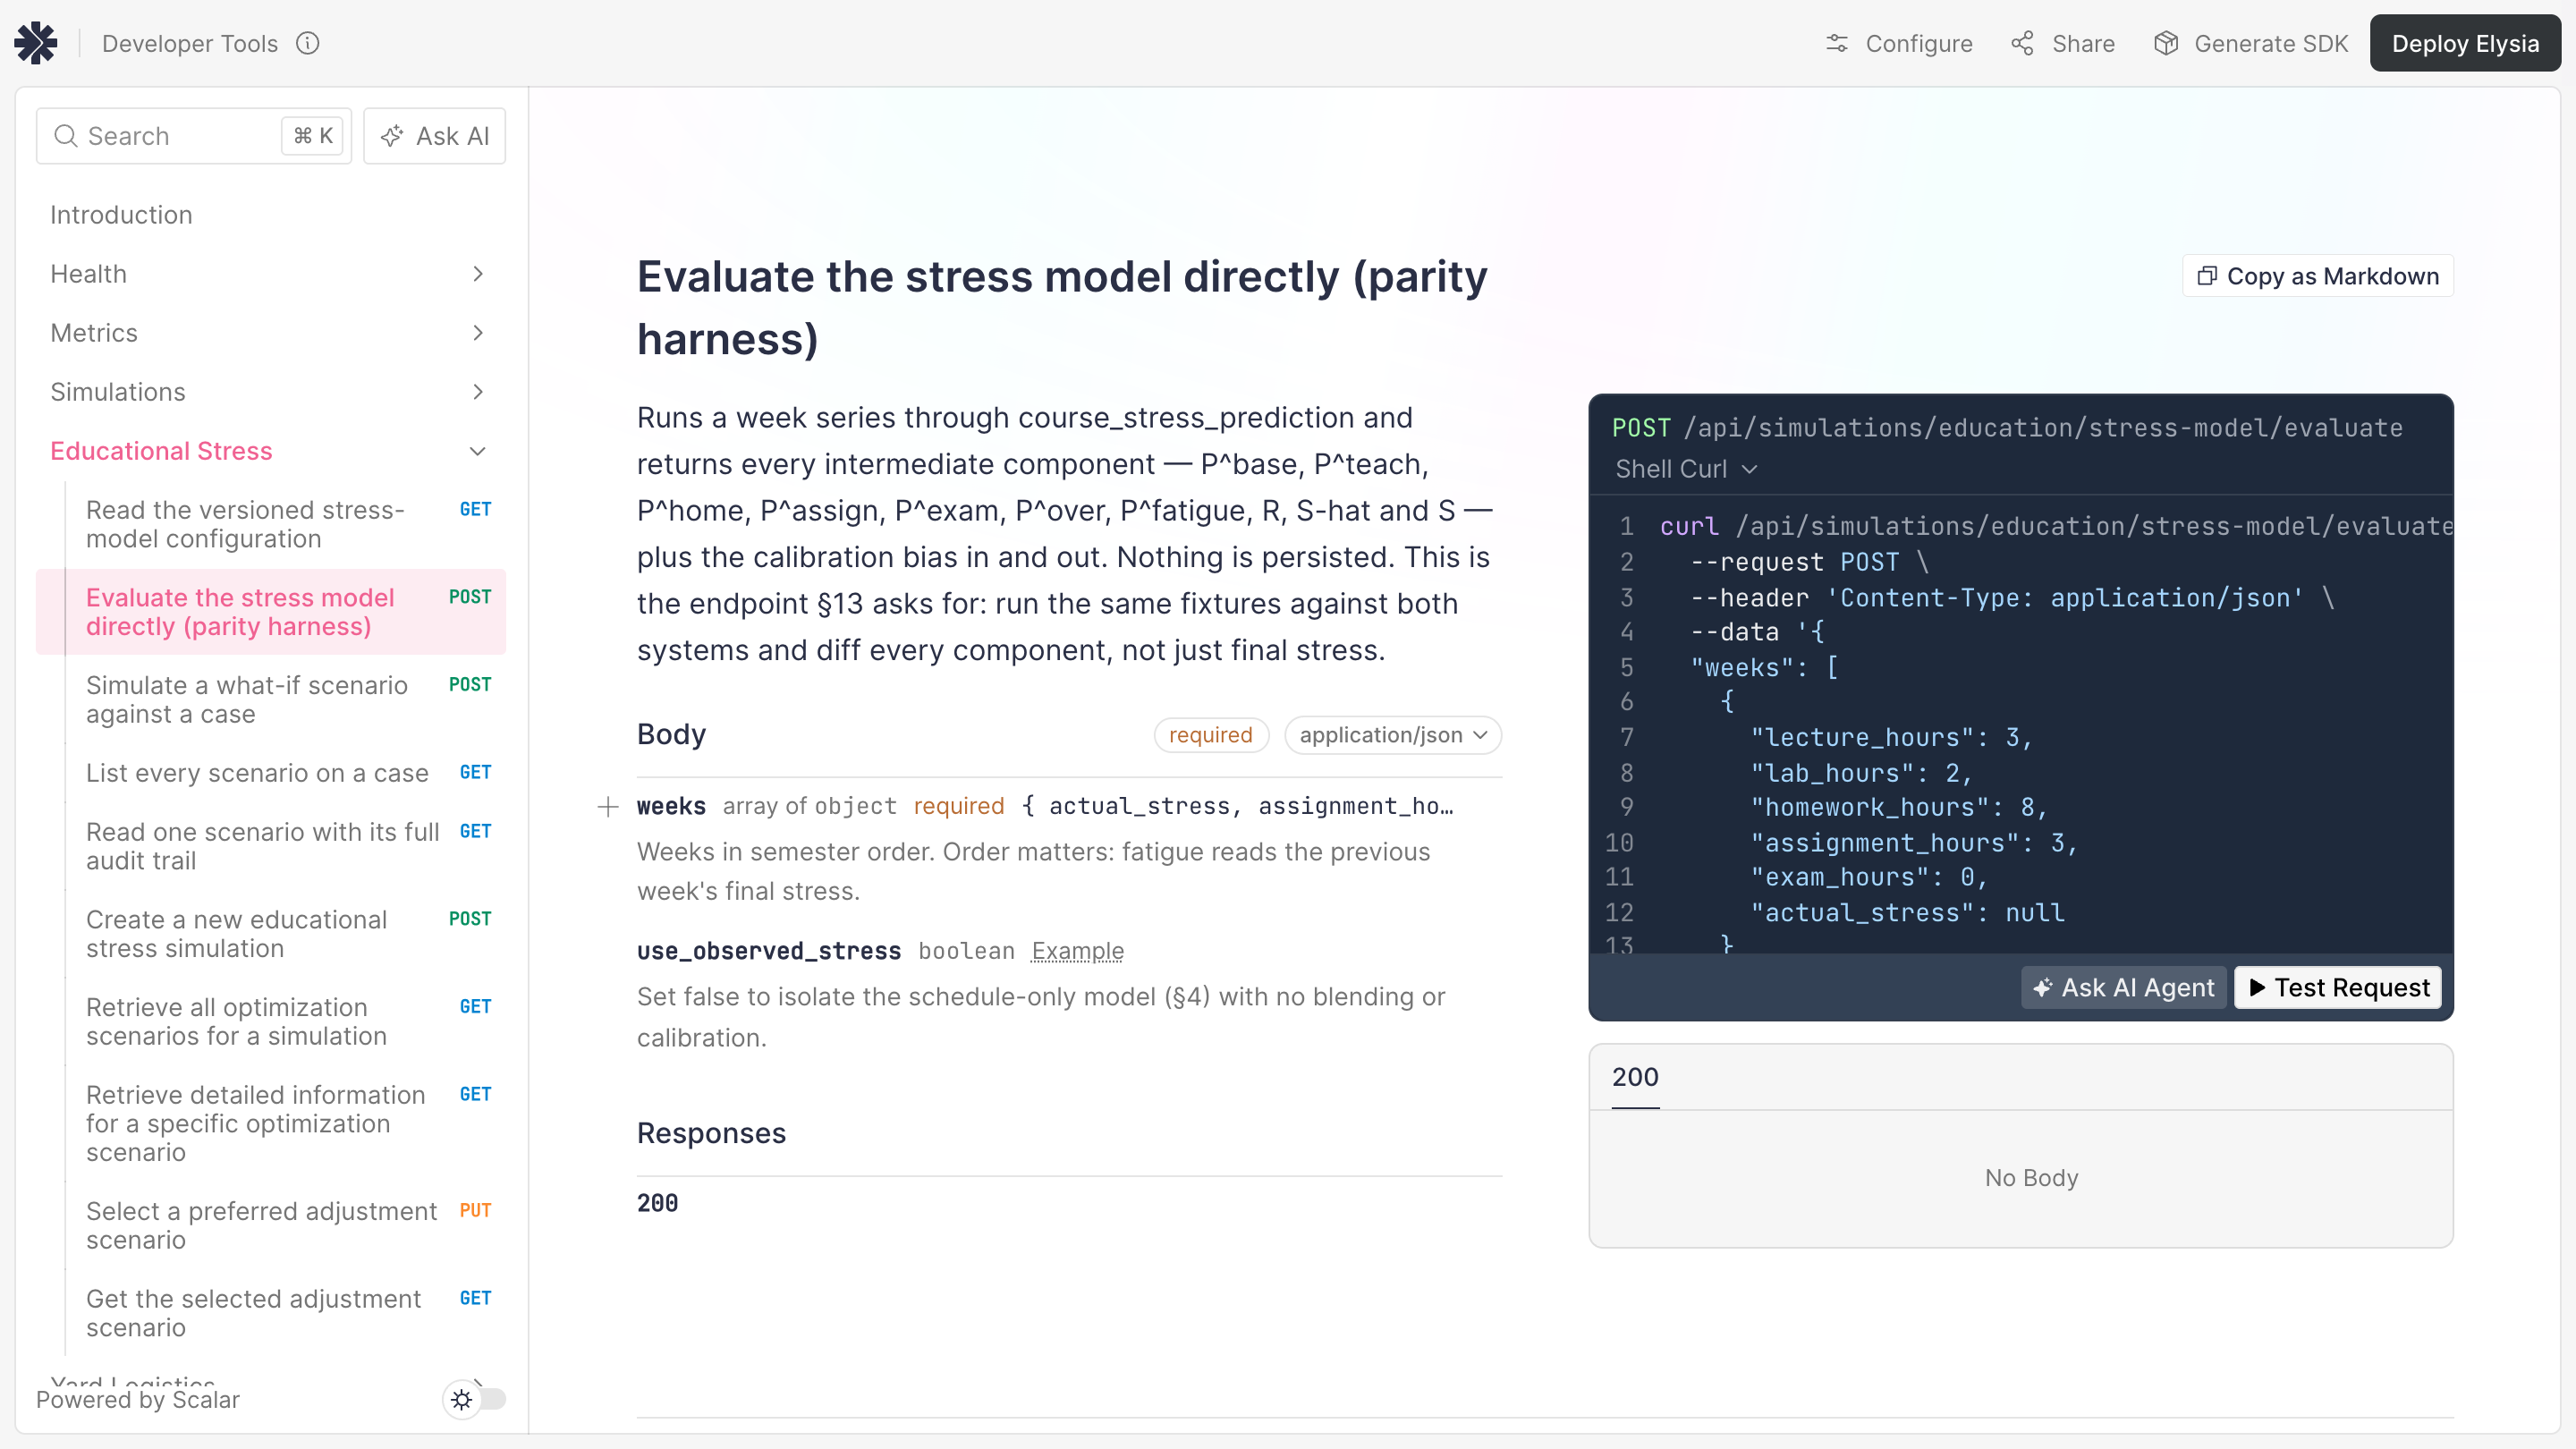 Developer Tools
Configure
Share
Generate SDK
Deploy Elysia
Search
⌘ K
Ask AI
Introduction
Health
Metrics
Simulations
Educational Stress
Read the versioned stress-
model configuration
GET
Evaluate the stress model
directly (parity harness)
POST
Simulate a what-if scenario
against a case
POST
List every scenario on a case
GET
Read one scenario with its full
audit trail
GET
Create a new educational
stress simulation
POST
Retrieve all optimization
scenarios for a simulation
GET
Retrieve detailed information
for a specific optimization
scenario
GET
Select a preferred adjustment
scenario
PUT
Get the selected adjustment
scenario
GET
Yard Logistics
Powered by Scalar
Evaluate the stress model directly (parity
harness)
Copy as Markdown
Runs a week series through course_stress_prediction and
returns every intermediate component — P^base, P^teach,
P^home, P^assign, P^exam, P^over, P^fatigue, R, S-hat and S —
plus the calibration bias in and out. Nothing is persisted. This is
the endpoint §13 asks for: run the same fixtures against both
systems and diff every component, not just final stress.
Body
required
application/json
weeks array of object required { actual_stress, assignment_ho…
Weeks in semester order. Order matters: fatigue reads the previous
week's final stress.
use_observed_stress boolean Example
Set false to isolate the schedule-only model (§4) with no blending or
calibration.
Responses
200
POST /api/simulations/education/stress-model/evaluate
Shell Curl
1 curl /api/simulations/education/stress-model/evaluate
2 --request POST \
3 --header 'Content-Type: application/json' \
4 --data '{
5 "weeks": [
6 {
7 "lecture_hours": 3,
8 "lab_hours": 2,
9 "homework_hours": 8,
10 "assignment_hours": 3,
11 "exam_hours": 0,
12 "actual_stress": null
13 }
Ask AI Agent
Test Request
200
No Body